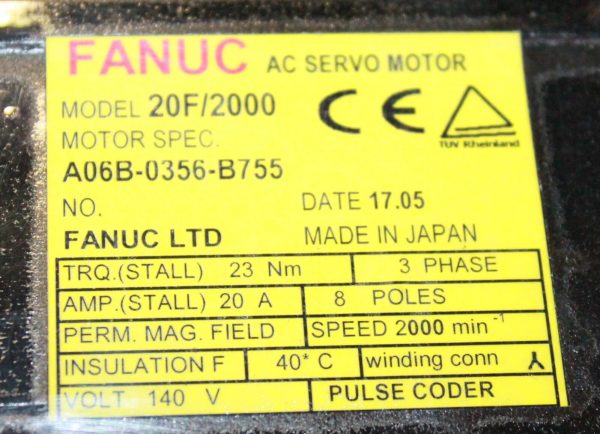 FANUC AC SERVO MOTOR
MODEL 20F/2000
MOTOR SPEC.
A06B-0356-B755
NO. DATE 17.05
FANUC LTD MADE IN JAPAN
CE
TUV Rheinland
TRQ.(STALL) 23 Nm 3 PHASE
AMP.(STALL) 20 A 8 POLES
PERM. MAG. FIELD SPEED 2000 min⁻¹
INSULATION F 40* C winding conn
VOLT. 140 V PULSE CODER